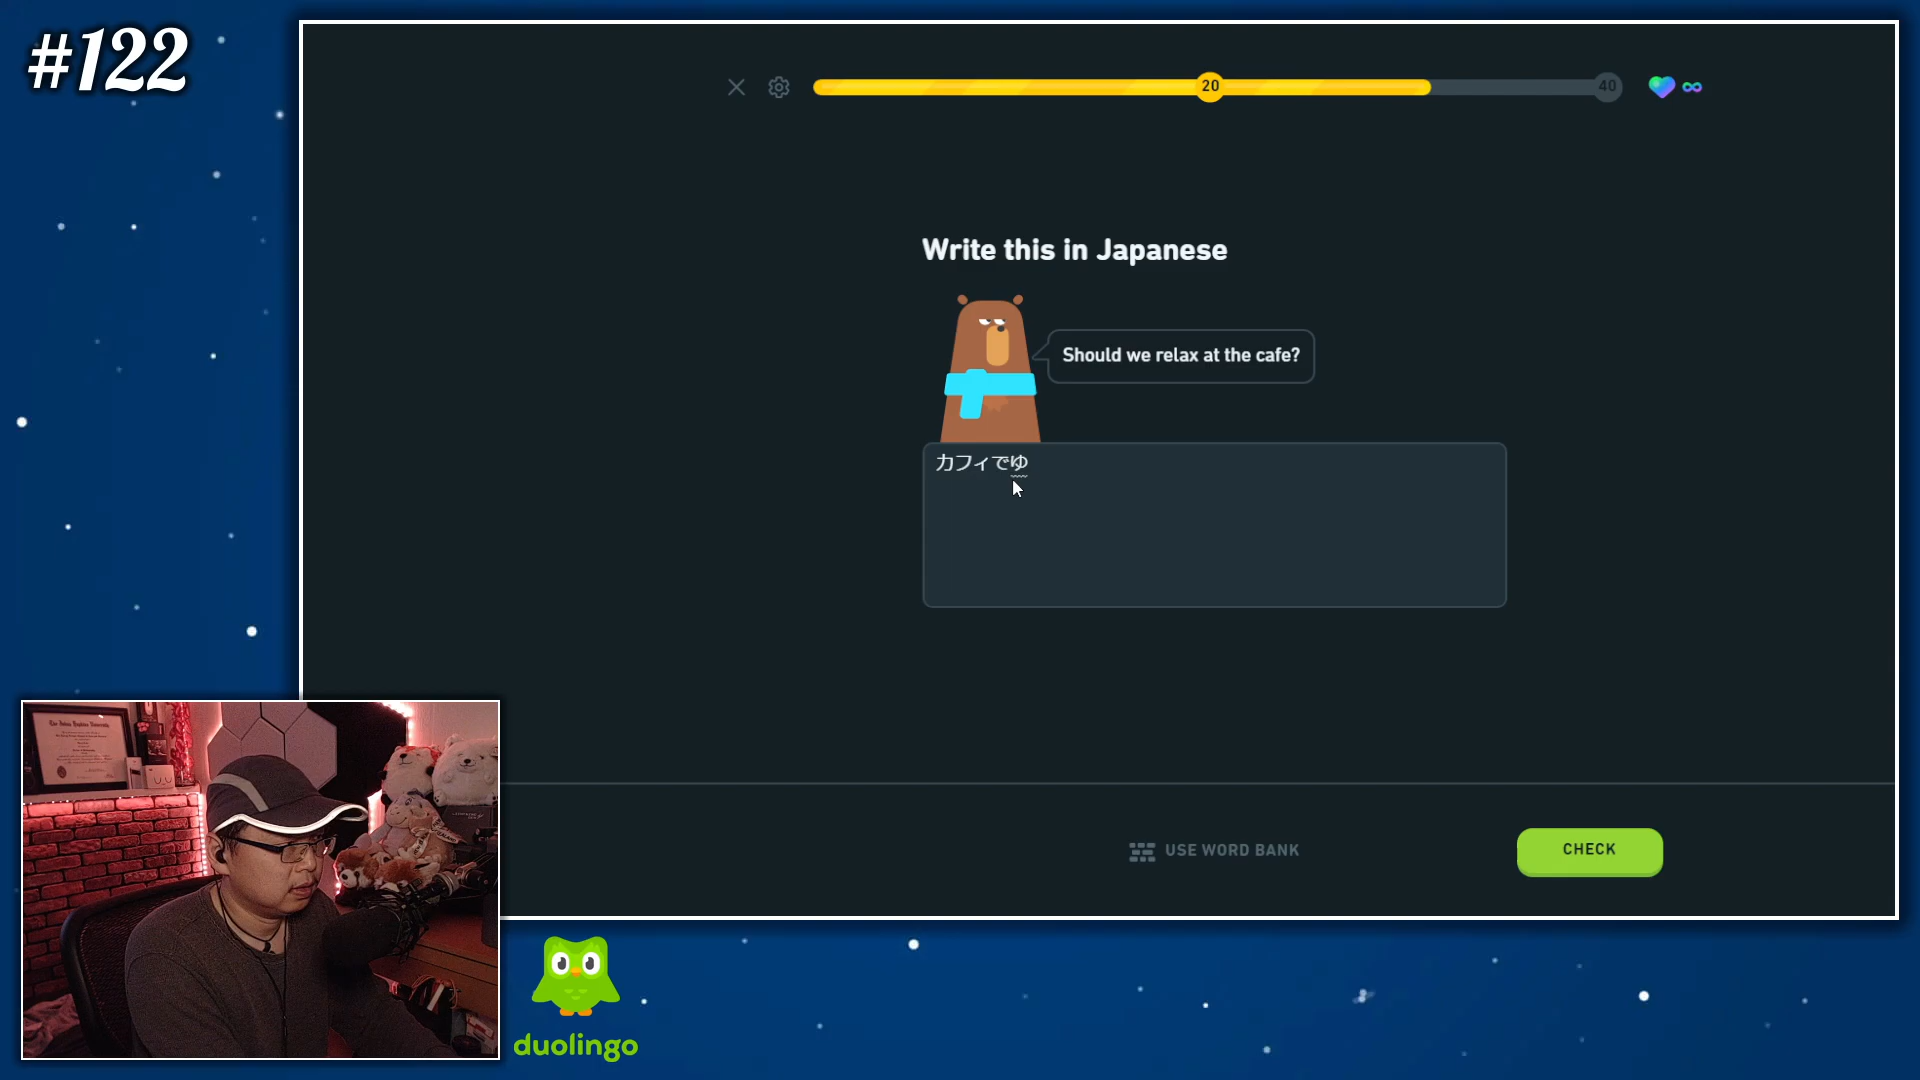 #122
20
40
Write this in Japanese
Should we relax at the cafe?
カフィでゆ
USE WORD BANK
CHECK
duolingo